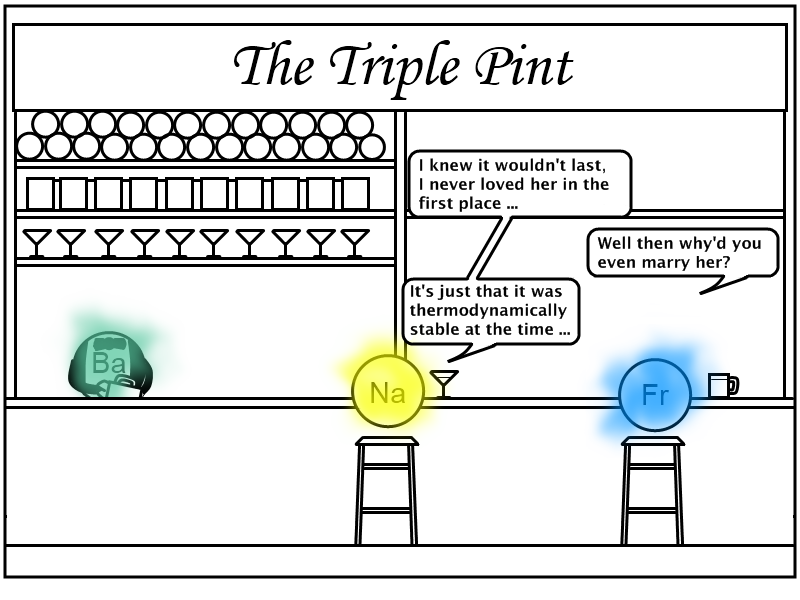 The Triple Pint
I knew it wouldn't last,
I never loved her in the
first place ...
Well then why'd you
even marry her?
It's just that it was
thermodynamically
stable at the time ...
Ba
Na
Fr